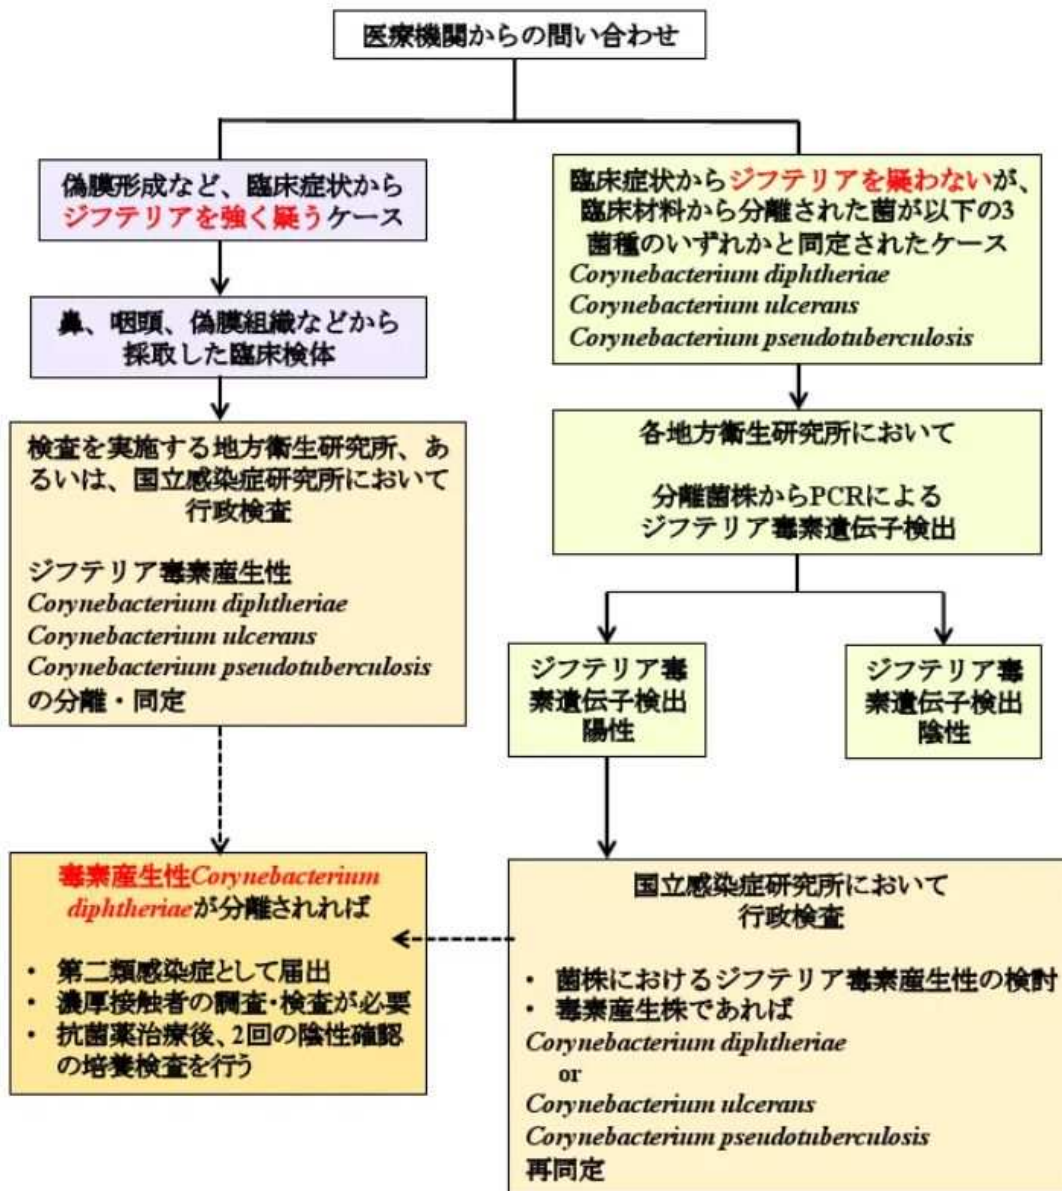 医療機関からの問い合わせ
偽膜形成など、臨床症状から
ジフテリアを強く疑うケース
鼻、咽頭、偽膜組織などから
採取した臨床検体
検査を実施する地方衛生研究所、あ
るいは、国立感染症研究所において
行政検査
ジフテリア毒素産生性
Corynebacterium diphtheriae
Corynebacterium ulcerans
Corynebacterium pseudotuberculosis
の分離・同定
毒素産生性Corynebacterium
diphtheriaeが分離されれば
• 第二類感染症として届出
• 濃厚接触者の調査・検査が必要
• 抗菌薬治療後、2回の陰性確認
の培養検査を行う
臨床症状からジフテリアを疑わないが、
臨床材料から分離された菌が以下の3
菌種のいずれかと同定されたケース
Corynebacterium diphtheriae
Corynebacterium ulcerans
Corynebacterium pseudotuberculosis
各地方衛生研究所において
分離菌株からPCRによる
ジフテリア毒素遺伝子検出
ジフテリア毒
素遺伝子検出
陽性
ジフテリア毒
素遺伝子検出
陰性
国立感染症研究所において
行政検査
• 菌株におけるジフテリア毒素産生性の検討
• 毒素産生株であれば
Corynebacterium diphtheriae
or
Corynebacterium ulcerans
Corynebacterium pseudotuberculosis
再同定